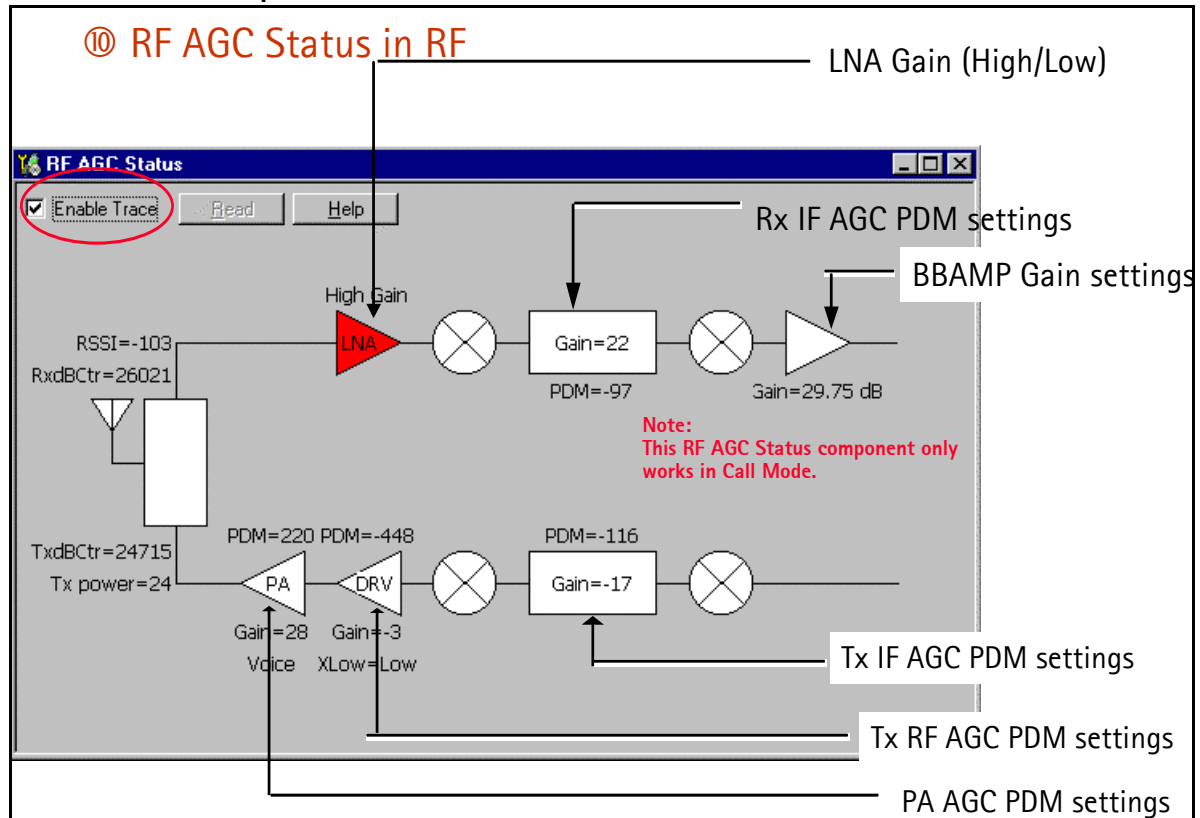 ⑩ RF AGC Status in RF
LNA Gain (High/Low)
RF AGC Status
Enable Trace
Read
Help
Rx IF AGC PDM settings
BBAMP Gain settings
High Gain
RSSI=-103
LNA
Gain=22
RxdBCtr=26021
PDM=-97
Gain=29.75 dB
Note:
This RF AGC Status component only
works in Call Mode.
PDM=220 PDM=-448
PDM=-116
TxdBCtr=24715
Tx power=24
PA
DRV
Gain=-17
Gain=28
Gain=-3
Voice
XLow=Low
Tx IF AGC PDM settings
Tx RF AGC PDM settings
PA AGC PDM settings